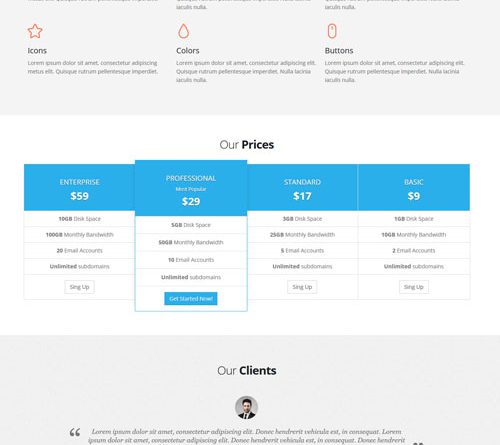 iaculis nulla.
iaculis nulla.
Icons
Colors
Buttons
Lorem ipsum dolor sit amet, consectetur adipiscing
metus elit. Quisque rutrum pellentesque imperdiet.
Lorem ipsum dolor sit amet, consectetur adipiscing elit.
Quisque rutrum pellentesque imperdiet. Nulla lacinia
iaculis nulla.
Lorem ipsum dolor sit amet, consectetur adipiscing elit.
Quisque rutrum pellentesque imperdiet. Nulla lacinia
iaculis nulla.
Our Prices
ENTERPRISE
$59
10GB Disk Space
100GB Monthly Bandwidth
20 Email Accounts
Unlimited subdomains
Sing Up
PROFESSIONAL
Most Popular
$29
5GB Disk Space
50GB Monthly Bandwidth
10 Email Accounts
Unlimited subdomains
Get Started Now!
STANDARD
$17
3GB Disk Space
25GB Monthly Bandwidth
5 Email Accounts
Unlimited subdomains
Sing Up
BASIC
$9
1GB Disk Space
10GB Monthly Bandwidth
2 Email Accounts
Unlimited subdomains
Sing Up
Our Clients
“ Lorem ipsum dolor sit amet, consectetur adipiscing elit. Donec hendrerit vehicula est, in consequat. Lorem
ipsum dolor sit amet, consectetur adipiscing elit. Donec hendrerit vehicula est, in consequat. ”